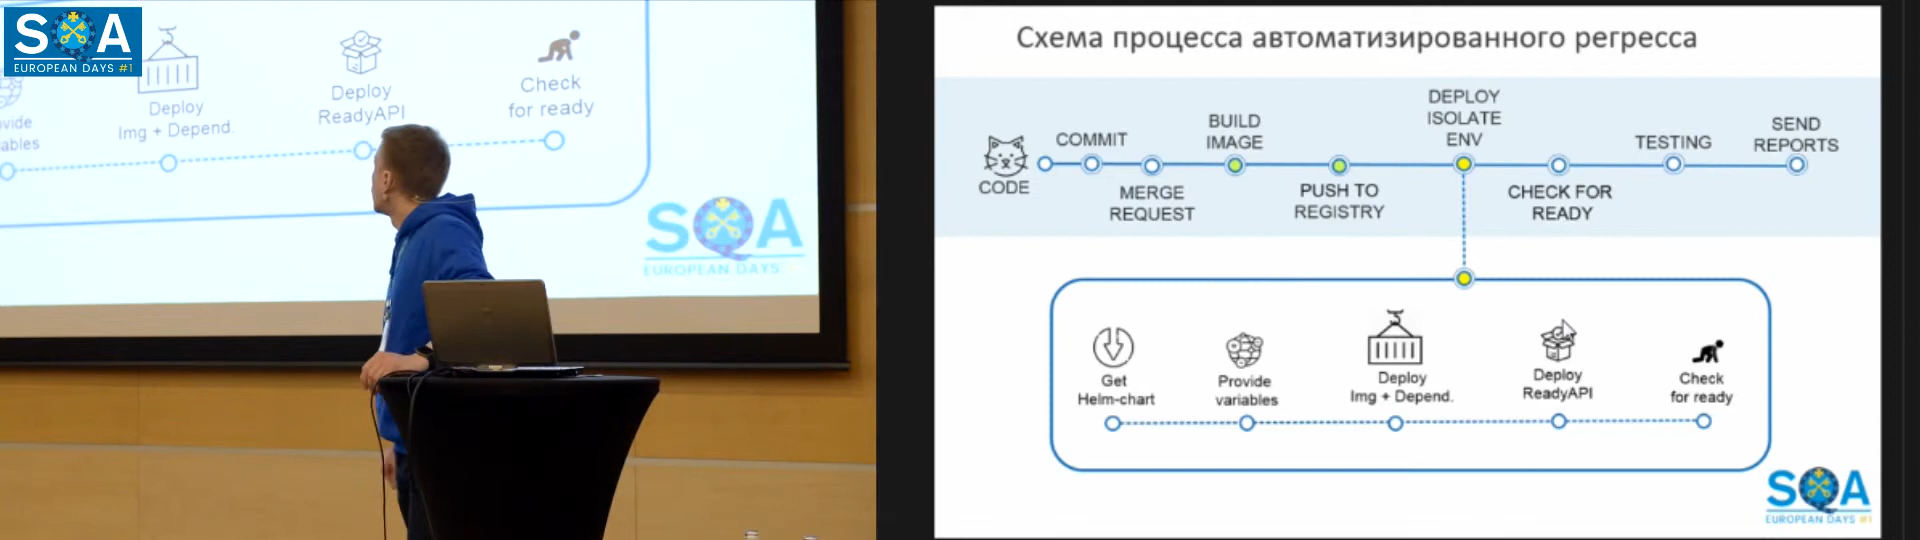 SQA
EUROPEAN DAYS #1
Deploy
Img + Depend.
Deploy
ReadyAPI
Check
for ready
SQA
EUROPEAN DAYS
Схема процесса автоматизированного регресса
CODE
COMMIT
MERGE
REQUEST
BUILD
IMAGE
PUSH TO
REGISTRY
DEPLOY
ISOLATE
ENV
CHECK FOR
READY
TESTING
SEND
REPORTS
Get
Helm-chart
Provide
variables
Deploy
Img + Depend.
Deploy
ReadyAPI
Check
for ready
SQA
EUROPEAN DAYS #1